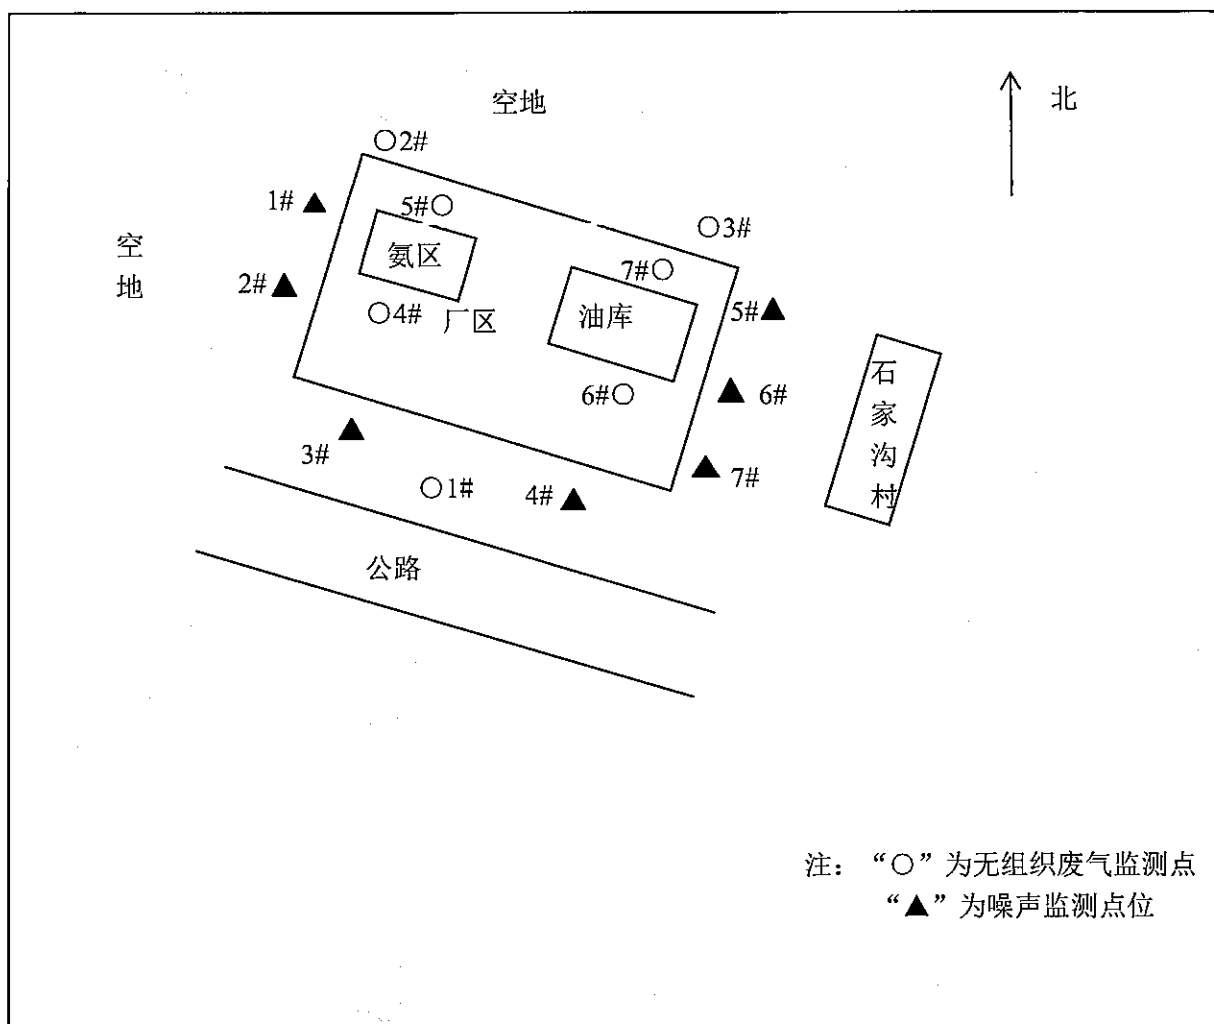 空地
北
○2#
1#▲
5#○
○3#
空
地
氨区
7#○
2#▲
○4#
厂区
油库
5#▲
石
家
沟
村
6#○
▲6#
3#▲
▲7#
○1#
4#▲
公路
注：“○”为无组织废气监测点
“▲”为噪声监测点位